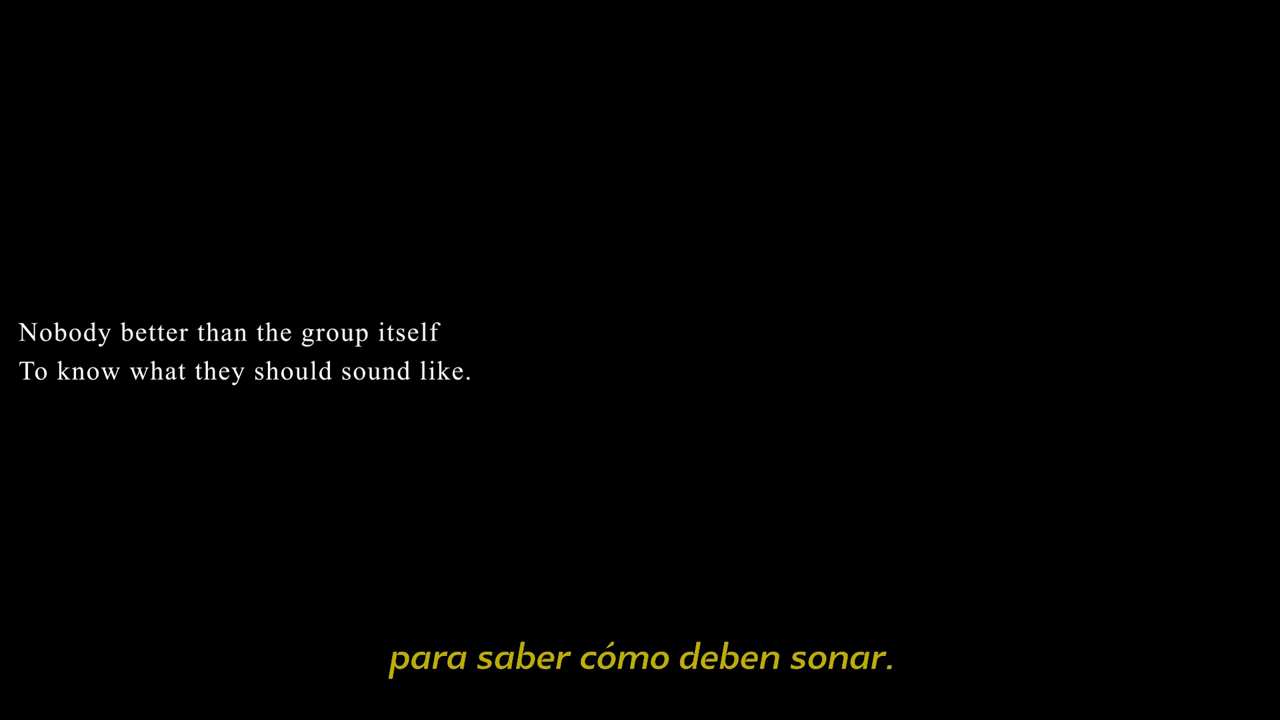 Nobody better than the group itself
To know what they should sound like.
para saber cómo deben sonar.